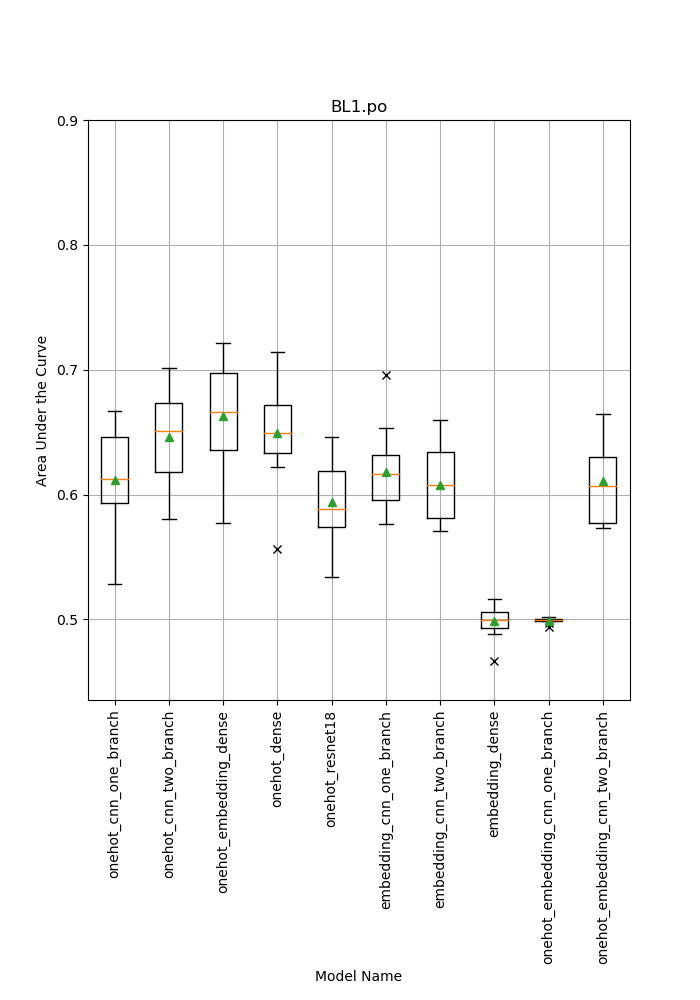 BL1.po
0.9
0.8
0.7
0.6
0.5
Area Under the Curve
onehot_cnn_one_branch
onehot_cnn_two_branch
onehot_embedding_dense
onehot_dense
onehot_resnet18
embedding_cnn_one_branch
embedding_cnn_two_branch
embedding_dense
onehot_embedding_cnn_one_branch
onehot_embedding_cnn_two_branch
Model Name